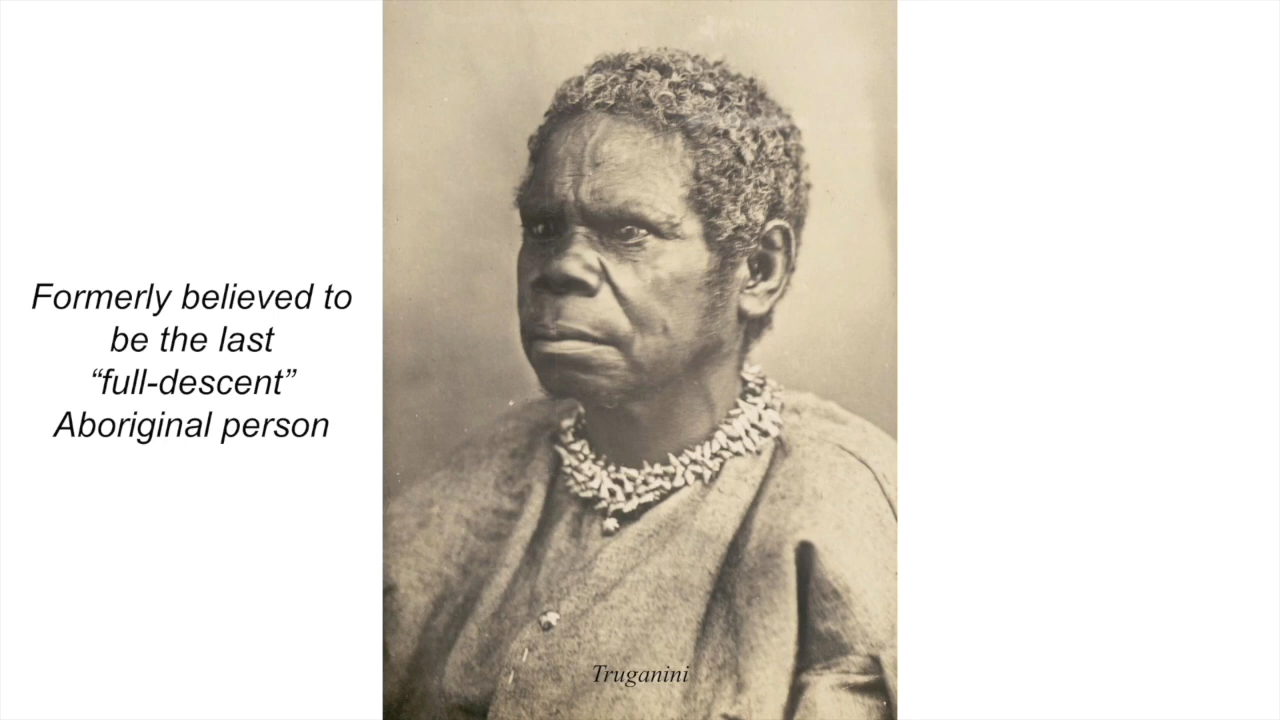 Formerly believed to
be the last
“full-descent”
Aboriginal person
Truganini